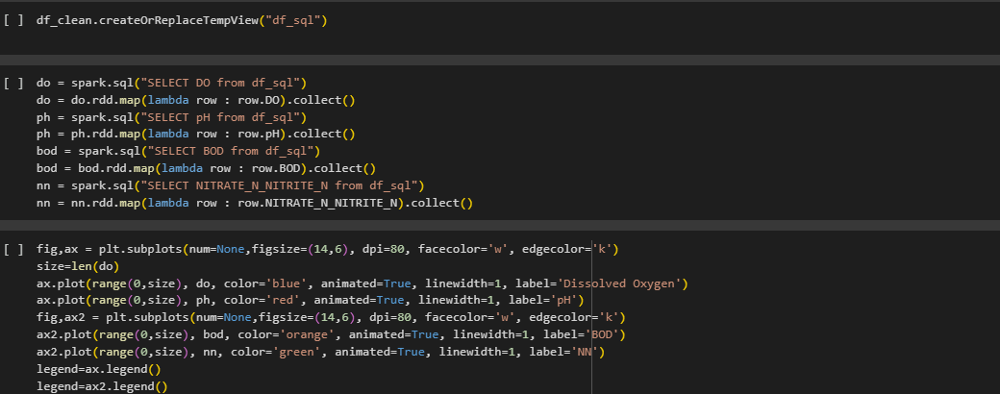 [ ] df_clean.createOrReplaceTempView("df_sql")
[ ] do = spark.sql("SELECT DO from df_sql")
do = do.rdd.map(lambda row : row.DO).collect()
ph = spark.sql("SELECT pH from df_sql")
ph = ph.rdd.map(lambda row : row.pH).collect()
bod = spark.sql("SELECT BOD from df_sql")
bod = bod.rdd.map(lambda row : row.BOD).collect()
nn = spark.sql("SELECT NITRATE_N_NITRITE_N from df_sql")
nn = nn.rdd.map(lambda row : row.NITRATE_N_NITRITE_N).collect()
[ ] fig,ax = plt.subplots(num=None,figsize=(14,6), dpi=80, facecolor='w', edgecolor='k')
size=len(do)
ax.plot(range(0,size), do, color='blue', animated=True, linewidth=1, label='Dissolved Oxygen')
ax.plot(range(0,size), ph, color='red', animated=True, linewidth=1, label='pH')
fig,ax2 = plt.subplots(num=None,figsize=(14,6), dpi=80, facecolor='w', edgecolor='k')
ax2.plot(range(0,size), bod, color='orange', animated=True, linewidth=1, label='BOD')
ax2.plot(range(0,size), nn, color='green', animated=True, linewidth=1, label='NN')
legend=ax.legend()
legend=ax2.legend()